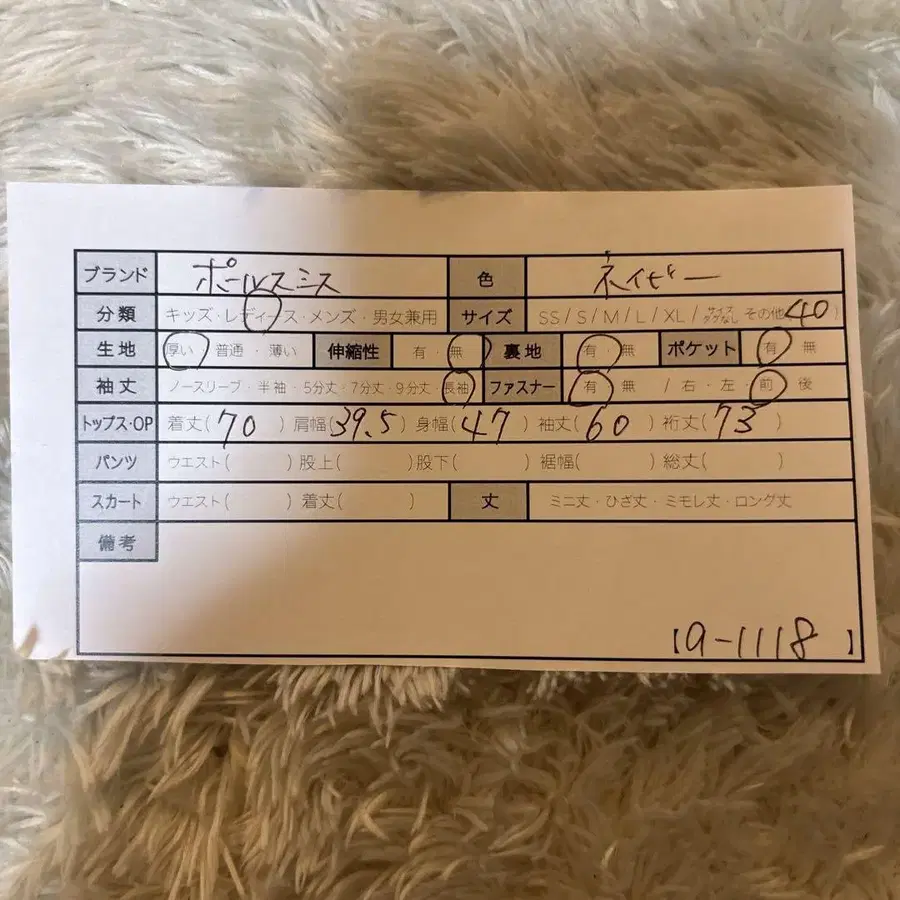 ブランド ポールスミス 色 ネイビー
分類 キッズ・レディース・メンズ・男女兼用 サイズ SS/S/M/L/XL/サイズタグなし その他(40)
生地 厚い・普通・薄い 伸縮性 有・無 裏地 有・無 ポケット 有・無
袖丈 ノースリーブ・半袖・5分丈・7分丈・9分丈・長袖 ファスナー 有・無 / 右・左・前・後
トップス・OP 着丈(70) 肩幅(39.5) 身幅(47) 袖丈(60) 裄丈(73)
パンツ ウエスト( ) 股上( ) 股下( ) 裾幅( ) 総丈( )
スカート ウエスト( ) 着丈( ) 丈 ミニ丈・ひざ丈・ミモレ丈・ロング丈
備考
【a-1118】